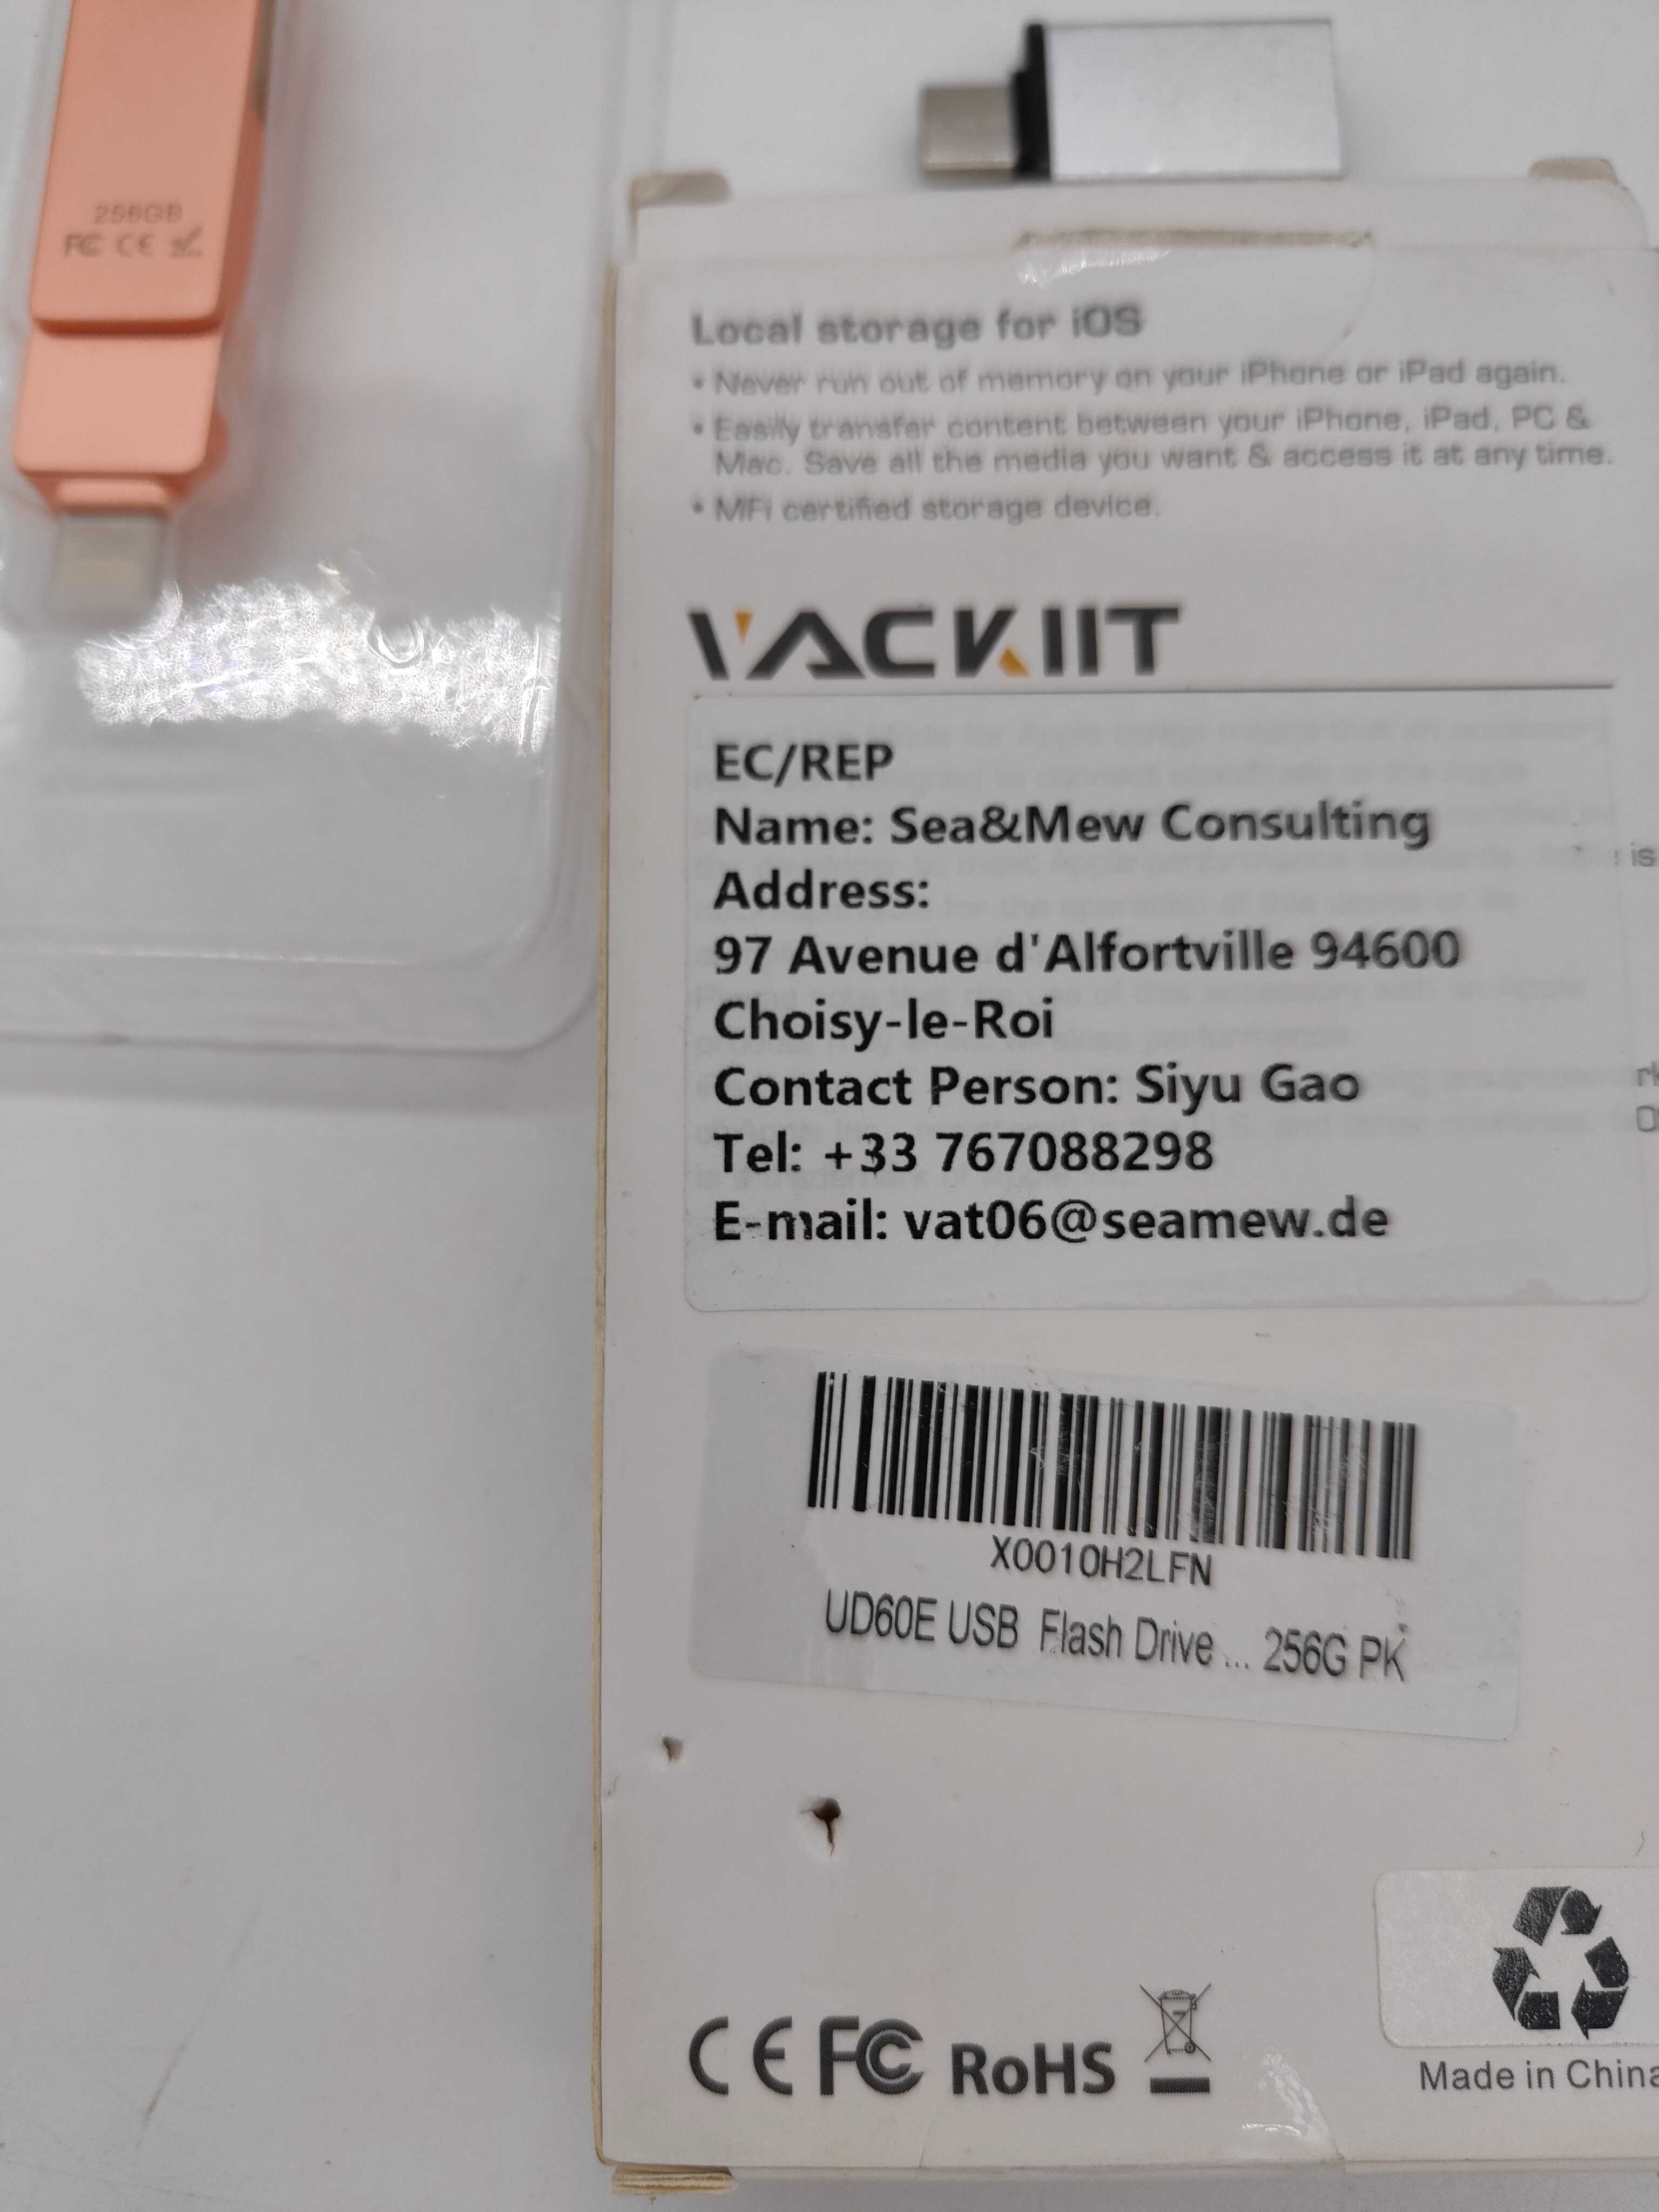 256GB
FC CE
Local storage for iOS
• Never run out of memory on your iPhone or iPad again.
• Easily transfer content between your iPhone, iPad, PC &
Mac. Save all the media you want & access it at any time.
• MFi certified storage device.
VACKIIT
EC/REP
Name: Sea&Mew Consulting
Address:
97 Avenue d'Alfortville 94600
Choisy-le-Roi
Contact Person: Siyu Gao
Tel: +33 767088298
E-mail: vat06@seamew.de
is
X0010H2LFN
UD60E USB Flash Drive ... 256G PK
CE FC RoHS
Made in China